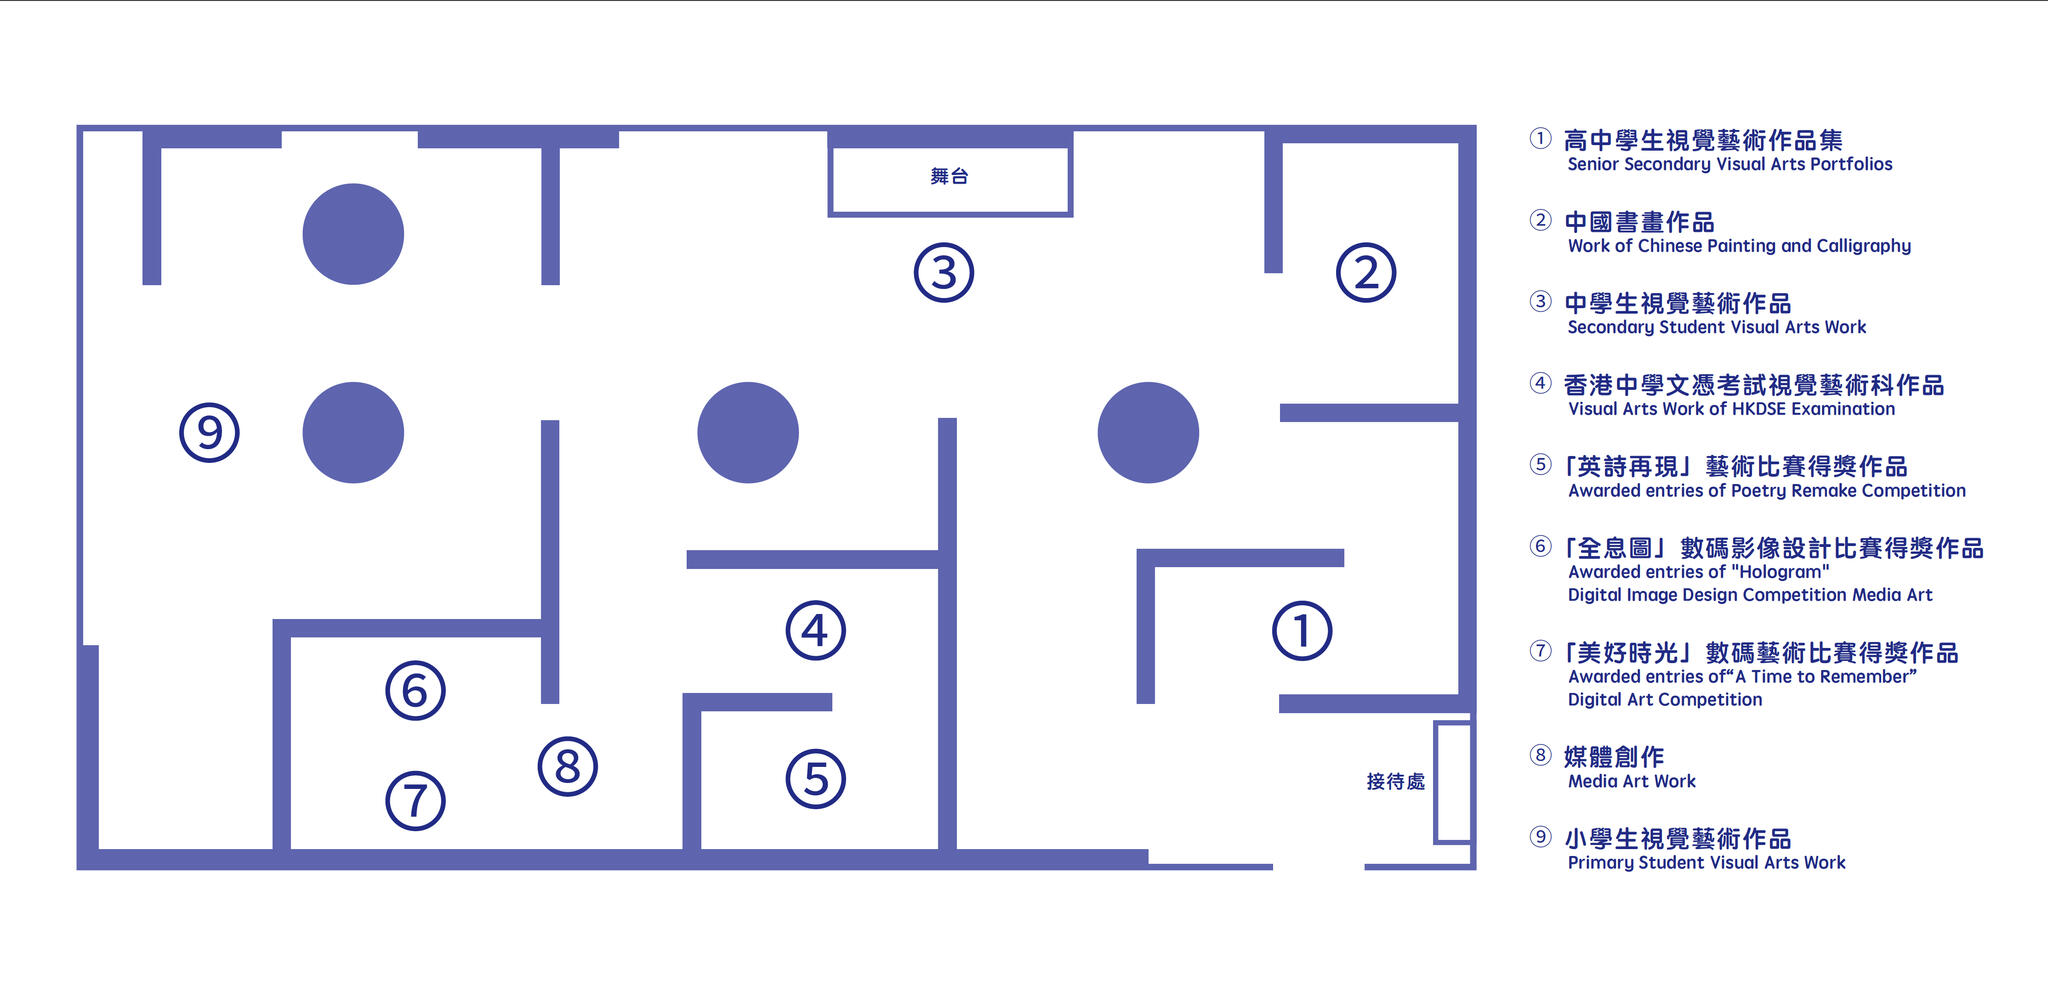 舞台
③
②
⑨
④
①
⑥
⑧
⑤
⑦
接待處
① 高中學生視覺藝術作品集
Senior Secondary Visual Arts Portfolios
② 中國書畫作品
Work of Chinese Painting and Calligraphy
③ 中學生視覺藝術作品
Secondary Student Visual Arts Work
④ 香港中學文憑考試視覺藝術科作品
Visual Arts Work of HKDSE Examination
⑤ 「英詩再現」藝術比賽得獎作品
Awarded entries of Poetry Remake Competition
⑥ 「全息圖」數碼影像設計比賽得獎作品
Awarded entries of "Hologram"
Digital Image Design Competition Media Art
⑦ 「美好時光」數碼藝術比賽得獎作品
Awarded entries of“A Time to Remember”
Digital Art Competition
⑧ 媒體創作
Media Art Work
⑨ 小學生視覺藝術作品
Primary Student Visual Arts Work